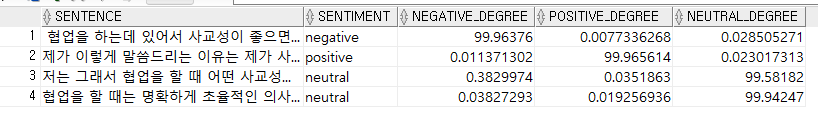 SENTENCE SENTIMENT NEGATIVE_DEGREE POSITIVE_DEGREE NEUTRAL_DEGREE
1 협업을 하는데 있어서 사교성이 좋으면... negative 99.96376 0.0077336268 0.028505271
2 제가 이렇게 말씀드리는 이유는 제가 사... positive 0.011371302 99.965614 0.023017313
3 저는 그래서 협업을 할 때 어떤 사교성... neutral 0.3829974 0.0351863 99.58182
4 협업을 할 때는 명확하게 효율적인 의사... neutral 0.03827293 0.019256936 99.94247